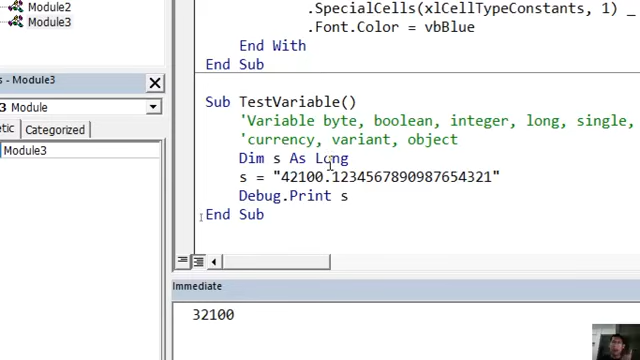 Module2
Module3
s - Module3
3 Module
etic Categorized
Module3
.SpecialCells(xlCellTypeConstants, 1) _
.Font.Color = vbBlue
End With
End Sub
Sub TestVariable()
'Variable byte, boolean, integer, long, single,
'currency, variant, object
Dim s As Long
s = "42100.1234567890987654321"
Debug.Print s
End Sub
Immediate
32100